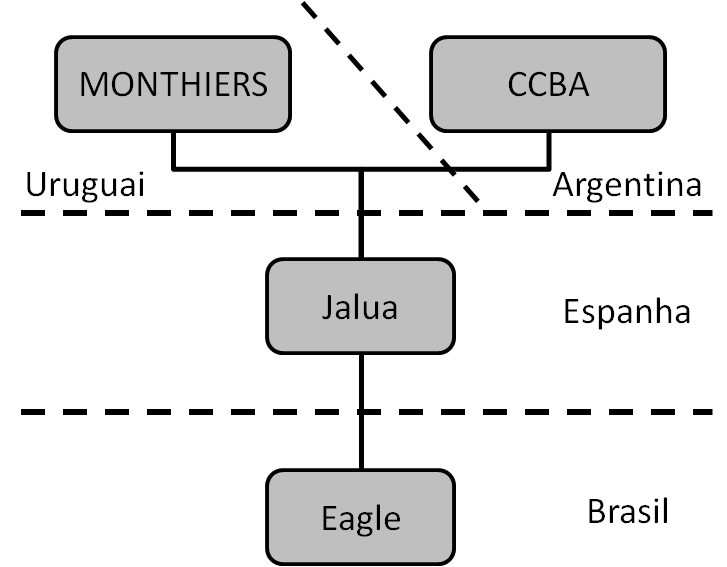 MONTHIERS
CCBA
Uruguai
Argentina
Jalua
Espanha
Eagle
Brasil